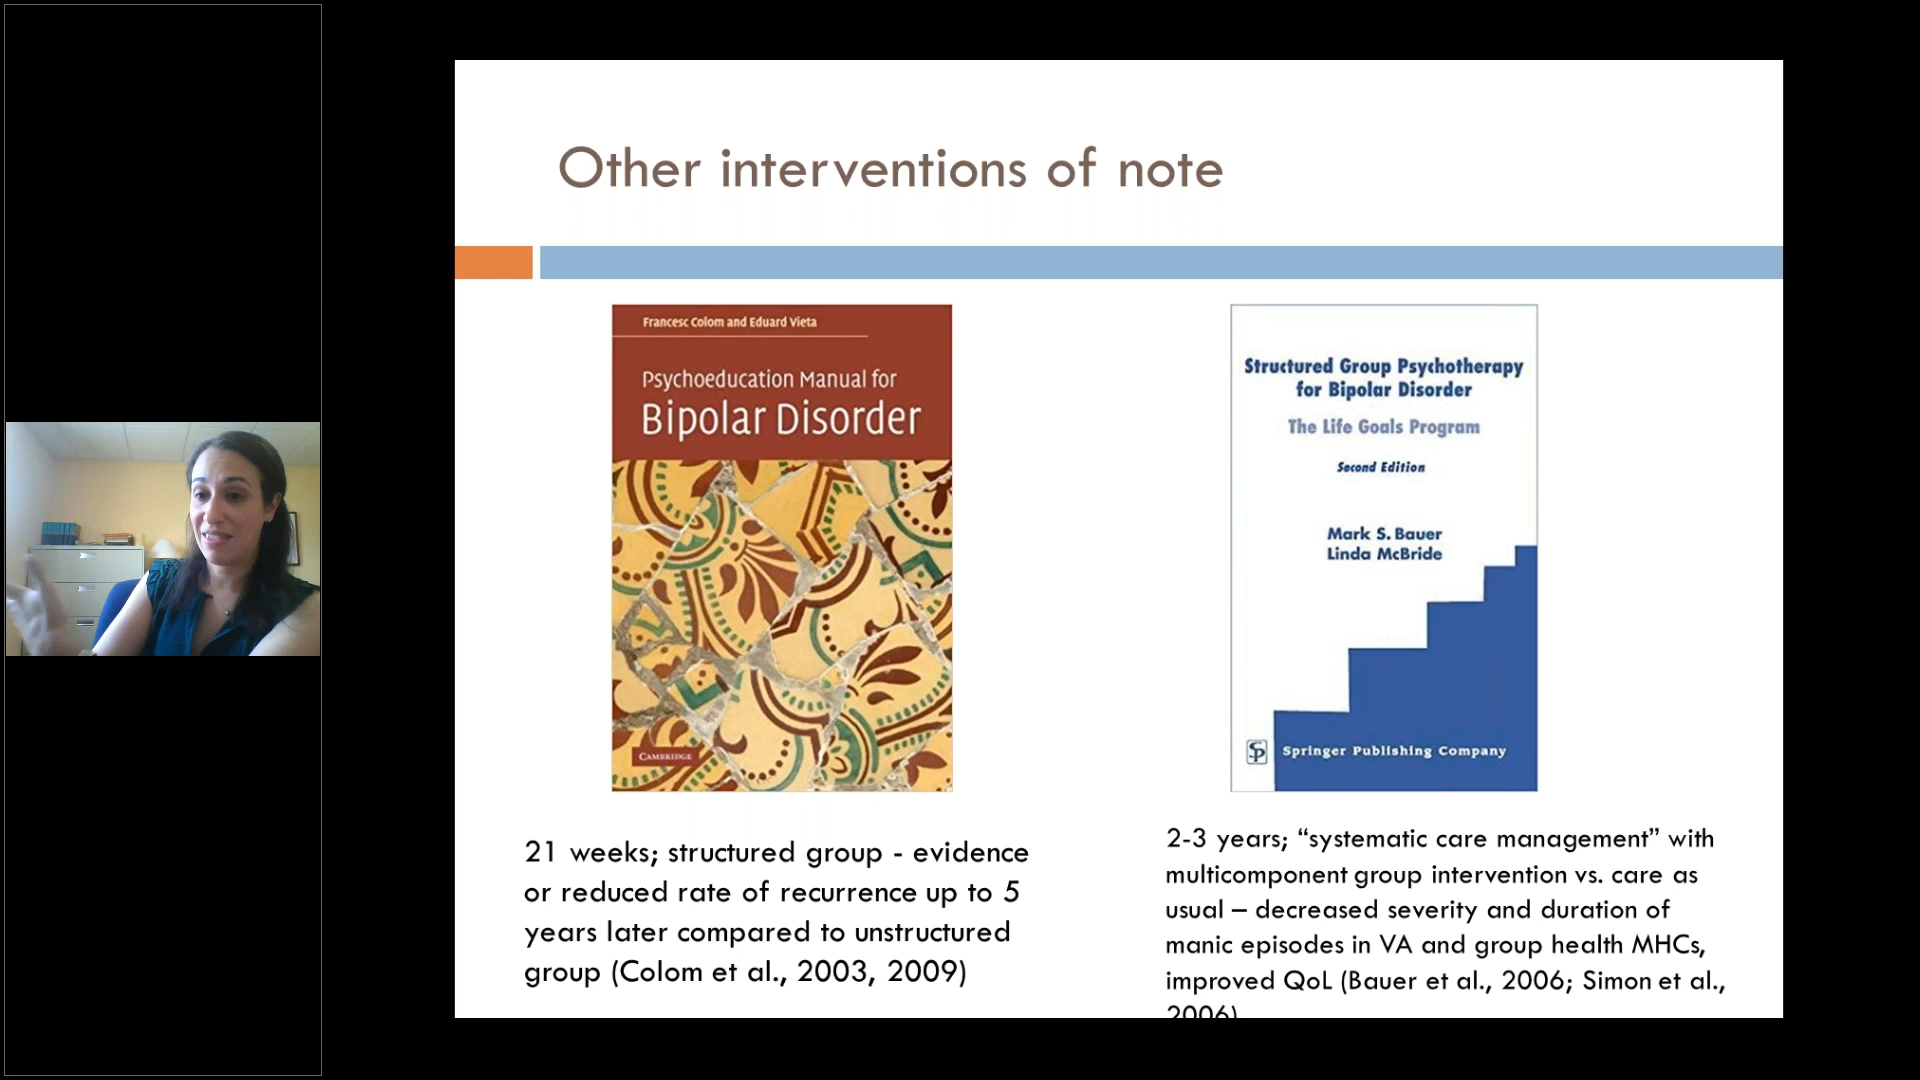 Other interventions of note
Francesc Colom and Eduard Vieta
Psychoeducation Manual for
Bipolar Disorder
CAMBRIDGE
21 weeks; structured group - evidence
or reduced rate of recurrence up to 5
years later compared to unstructured
group (Colom et al., 2003, 2009)
Structured Group Psychotherapy
for Bipolar Disorder
The Life Goals Program
Second Edition
Mark S. Bauer
Linda McBride
SP
Springer Publishing Company
2-3 years; “systematic care management” with
multicomponent group intervention vs. care as
usual – decreased severity and duration of
manic episodes in VA and group health MHCs,
improved QoL (Bauer et al., 2006; Simon et al.,
2006)